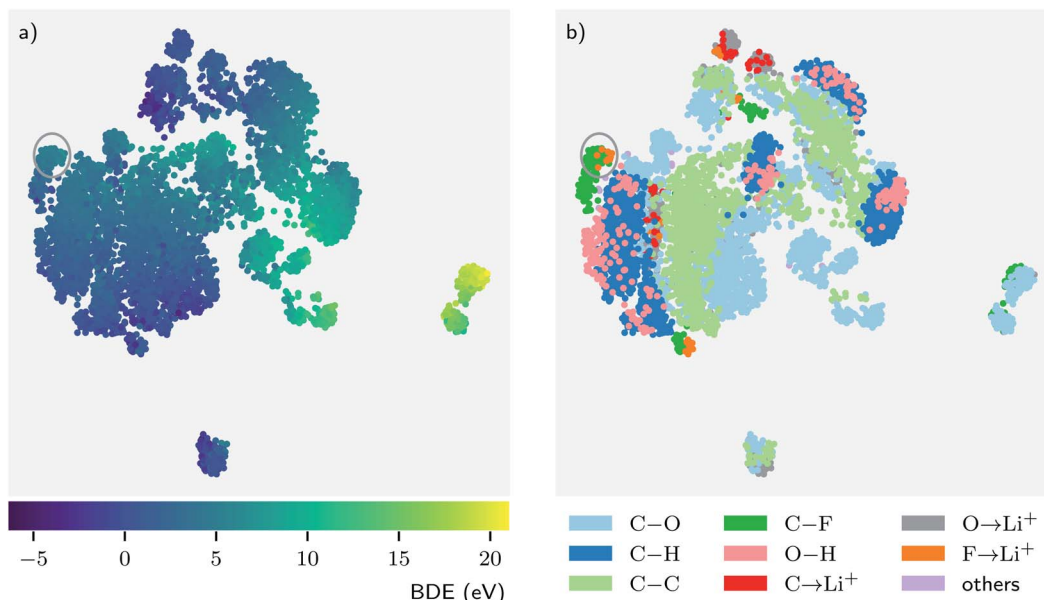 a)
b)
−5 0 5 10 15 20
BDE (eV)
C−O C−F O→Li⁺
C−H O−H F→Li⁺
C−C C→Li⁺ others